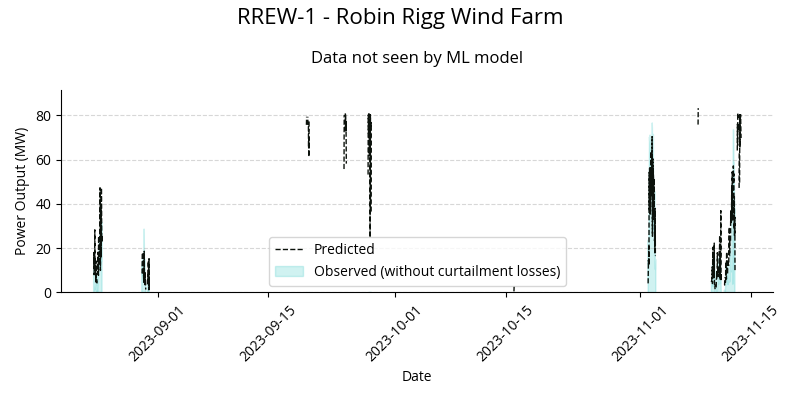 RREW-1 - Robin Rigg Wind Farm
Data not seen by ML model
Power Output (MW)
80
60
40
20
0
Predicted
Observed (without curtailment losses)
2023-09-01
2023-09-15
2023-10-01
2023-10-15
2023-11-01
2023-11-15
Date